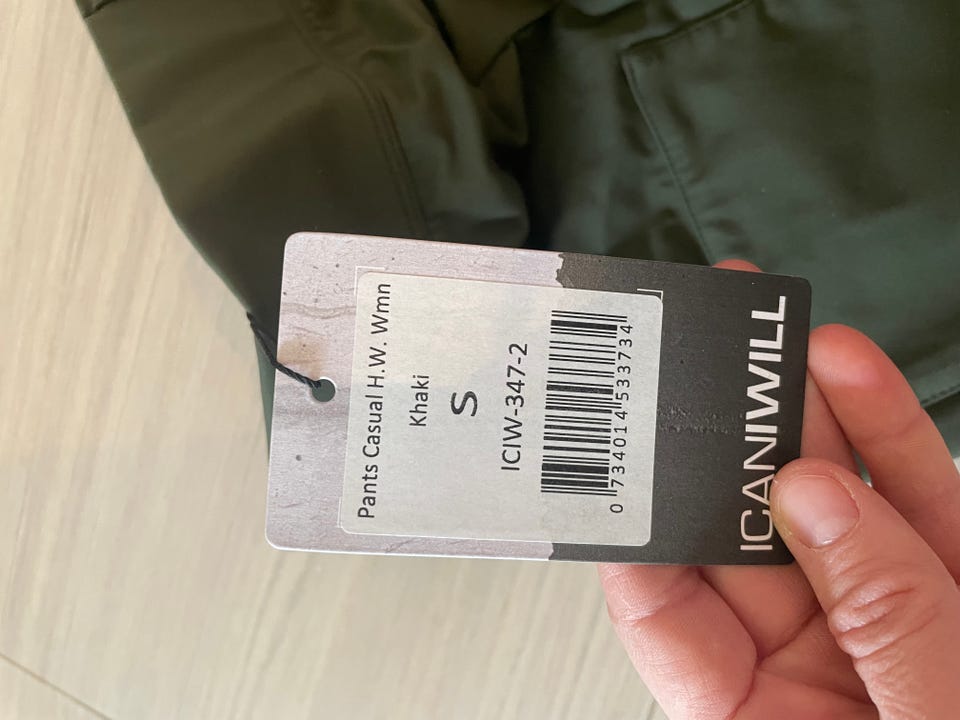 Pants Casual H.W. Wmn
Khaki
S
ICIW-347-2
0 734014 533734
ICANIWILL